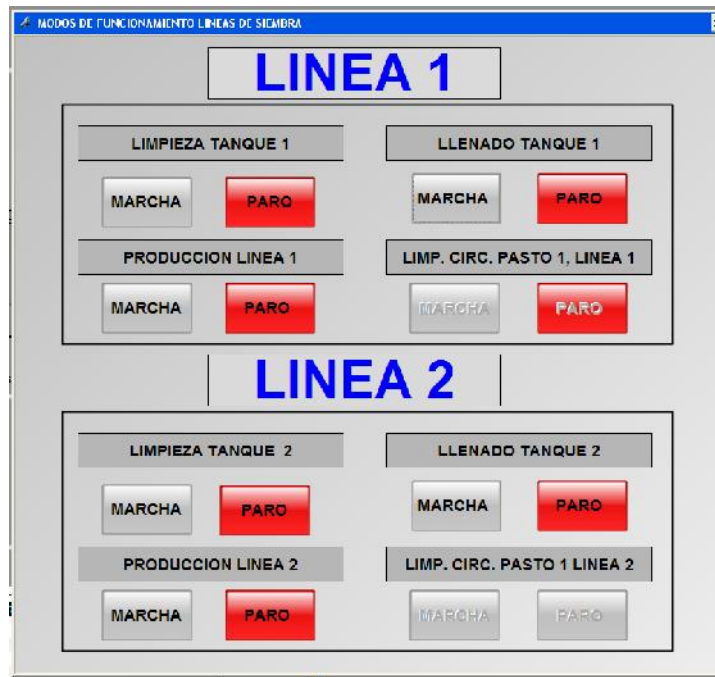 MODOS DE FUNCIONAMIENTO LINEAS DE SIEMBRA
LINEA 1
LIMPIEZA TANQUE 1
LLENADO TANQUE 1
MARCHA PARO
MARCHA PARO
PRODUCCION LINEA 1
LIMP. CIRC. PASTO 1, LINEA 1
MARCHA PARO
MARCHA PARO
LINEA 2
LIMPIEZA TANQUE 2
LLENADO TANQUE 2
MARCHA PARO
MARCHA PARO
PRODUCCION LINEA 2
LIMP. CIRC. PASTO 1 LINEA 2
MARCHA PARO
MARCHA PARO